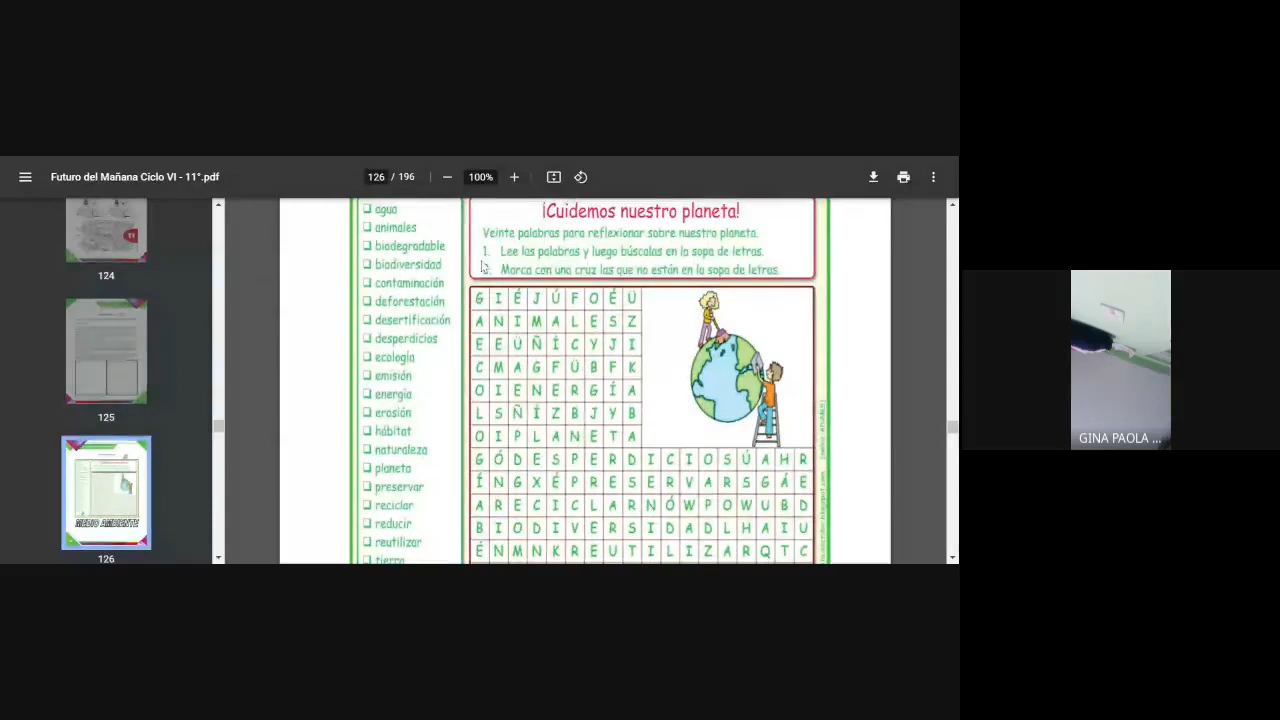 Futuro del Mañana Ciclo VI - 11°.pdf
126 / 196
100%
124
125
MEDIO AMBIENTE
126
agua
animales
biodegradable
biodiversidad
contaminación
deforestación
desertificación
desperdicios
ecología
emisión
energía
erosión
hábitat
naturaleza
planeta
preservar
reciclar
reducir
reutilizar
tierra
¡Cuidemos nuestro planeta!
Veinte palabras para reflexionar sobre nuestro planeta.
1. Lee las palabras y luego búscalas en la sopa de letras.
Marca con una cruz las que no están en la sopa de letras.
G I É J Ú F O É Ü
A N I M A L E S Z
E E Ü Ñ Í C Y J I
C M A G F Ü B F K
O I E N E R G Í A
L S Ñ Í Z B J Y B
O I P L A N E T A
G Ó D E S P E R D I C I O S Ú A H R
Í N G X É P R E S E R V A R S G Á E
A R E C I C L A R N Ó W P O W U B D
B I O D I V E R S I D A D L H A I U
É N M N K R E U T I L I Z A R Q T C
GINA PAOLA ...